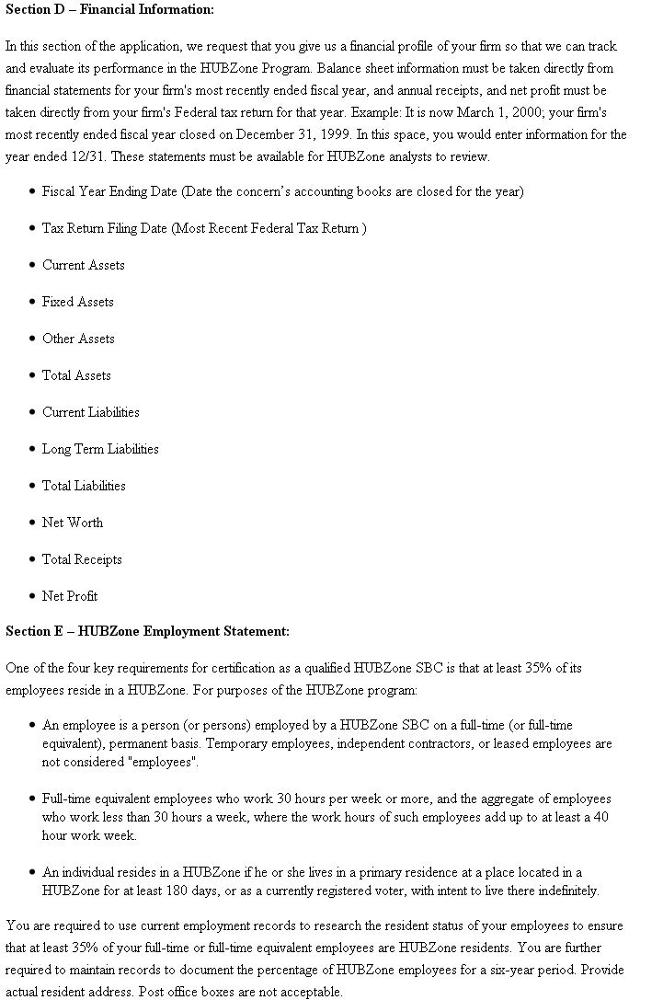 Section D – Financial Information:
In this section of the application, we request that you give us a financial profile of your firm so that we can track
and evaluate its performance in the HUBZone Program. Balance sheet information must be taken directly from
financial statements for your firm's most recently ended fiscal year, and annual receipts, and net profit must be
taken directly from your firm's Federal tax return for that year. Example: It is now March 1, 2000; your firm's
most recently ended fiscal year closed on December 31, 1999. In this space, you would enter information for the
year ended 12/31. These statements must be available for HUBZone analysts to review.
• Fiscal Year Ending Date (Date the concern’s accounting books are closed for the year)
• Tax Return Filing Date (Most Recent Federal Tax Return )
• Current Assets
• Fixed Assets
• Other Assets
• Total Assets
• Current Liabilities
• Long Term Liabilities
• Total Liabilities
• Net Worth
• Total Receipts
• Net Profit
Section E – HUBZone Employment Statement:
One of the four key requirements for certification as a qualified HUBZone SBC is that at least 35% of its
employees reside in a HUBZone. For purposes of the HUBZone program:
• An employee is a person (or persons) employed by a HUBZone SBC on a full-time (or full-time
equivalent), permanent basis. Temporary employees, independent contractors, or leased employees are
not considered "employees".
• Full-time equivalent employees who work 30 hours per week or more, and the aggregate of employees
who work less than 30 hours a week, where the work hours of such employees add up to at least a 40
hour work week.
• An individual resides in a HUBZone if he or she lives in a primary residence at a place located in a
HUBZone for at least 180 days, or as a currently registered voter, with intent to live there indefinitely.
You are required to use current employment records to research the resident status of your employees to ensure
that at least 35% of your full-time or full-time equivalent employees are HUBZone residents. You are further
required to maintain records to document the percentage of HUBZone employees for a six-year period. Provide
actual resident address. Post office boxes are not acceptable.